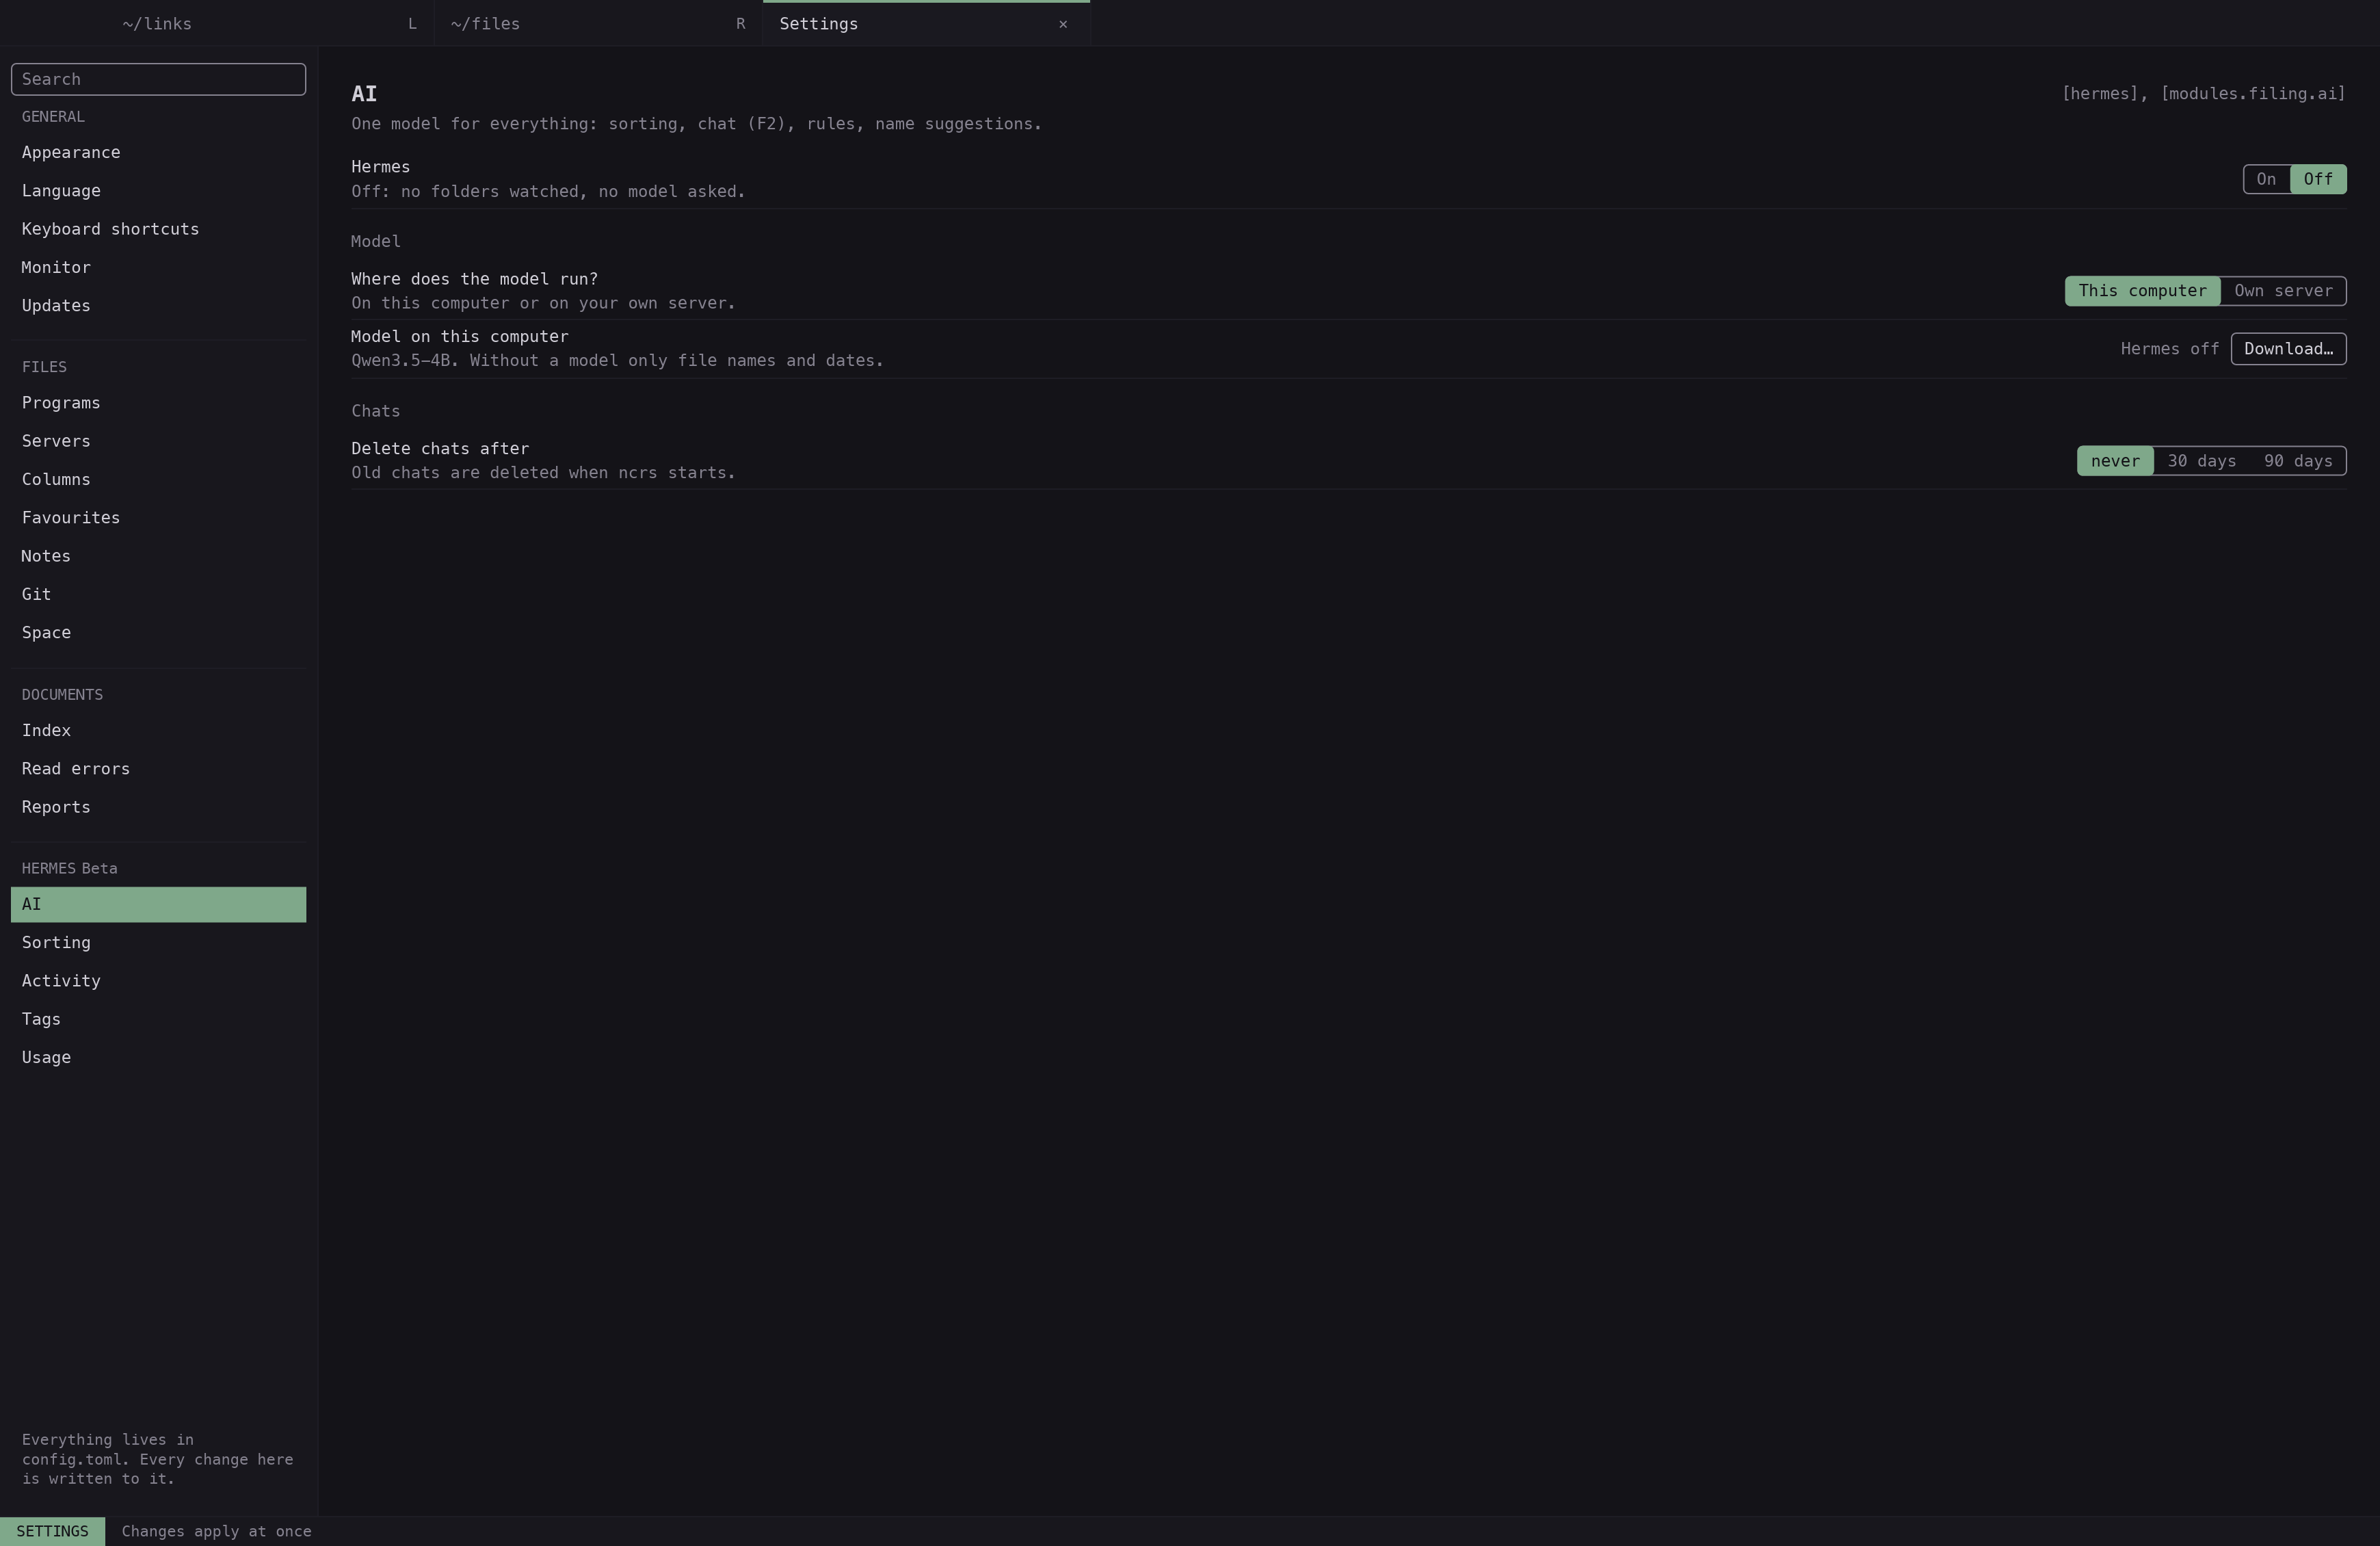 ~/links L ~/files R Settings ×
Search
GENERAL
Appearance
Language
Keyboard shortcuts
Monitor
Updates
FILES
Programs
Servers
Columns
Favourites
Notes
Git
Space
DOCUMENTS
Index
Read errors
Reports
HERMES Beta
AI
Sorting
Activity
Tags
Usage
Everything lives in
config.toml. Every change here
is written to it.
AI [hermes], [modules.filing.ai]
One model for everything: sorting, chat (F2), rules, name suggestions.
Hermes
Off: no folders watched, no model asked.
On Off
Model
Where does the model run?
On this computer or on your own server.
This computer Own server
Model on this computer
Qwen3.5–4B. Without a model only file names and dates.
Hermes off Download…
Chats
Delete chats after
Old chats are deleted when ncrs starts.
never 30 days 90 days
SETTINGS Changes apply at once